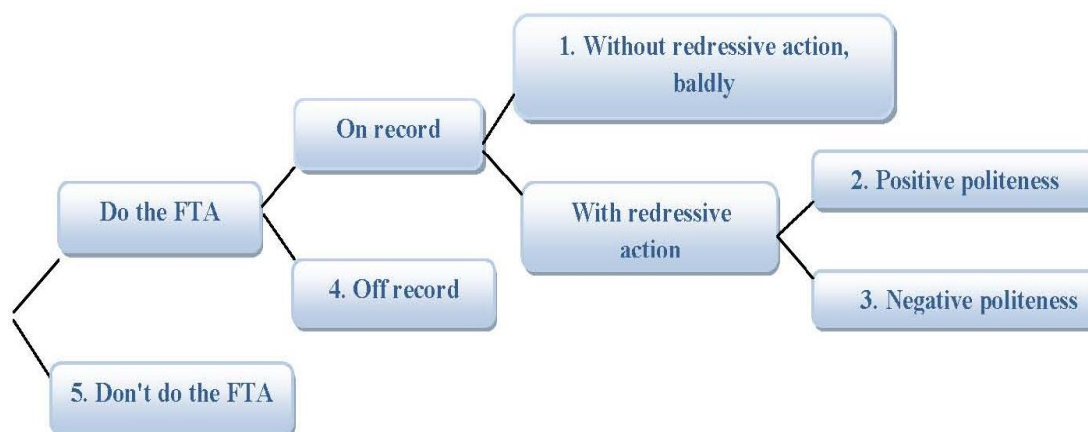 1. Without redressive action,
baldly
On record
2. Positive politeness
Do the FTA
With redressive
action
4. Off record
3. Negative politeness
5. Don't do the FTA